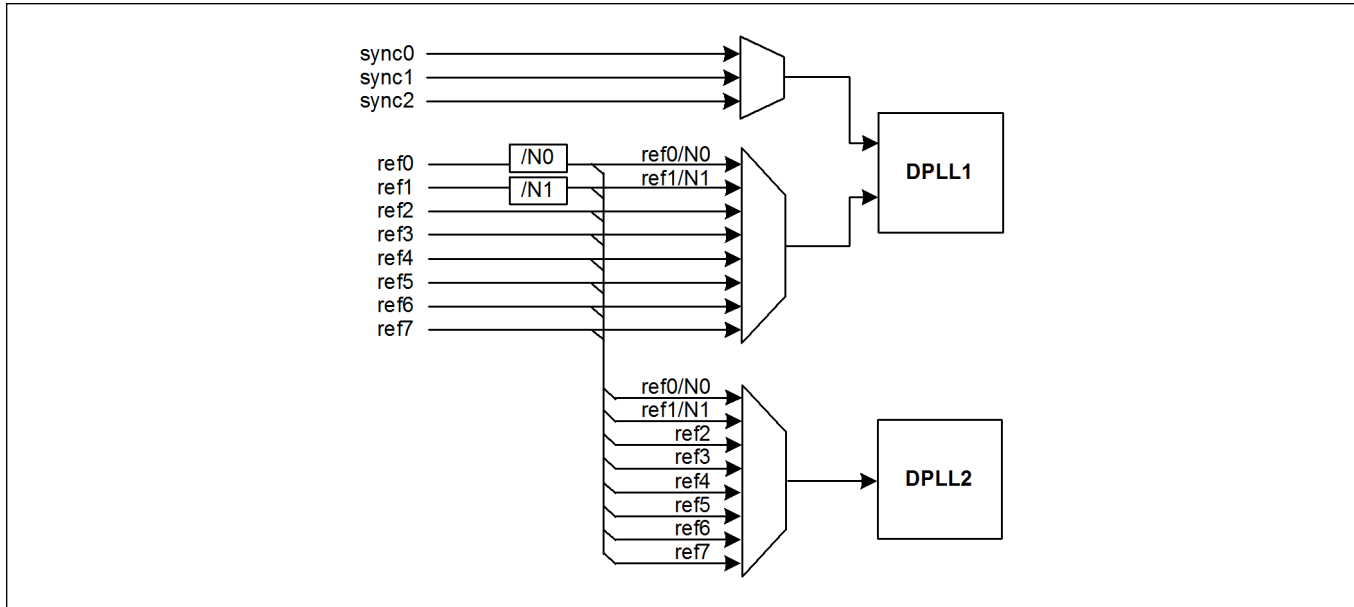 sync0
sync1
sync2
DPLL1
ref0
/N0
ref0/N0
ref1
/N1
ref1/N1
ref2
ref3
ref4
ref5
ref6
ref7
ref0/N0
ref1/N1
ref2
ref3
ref4
ref5
ref6
ref7
DPLL2